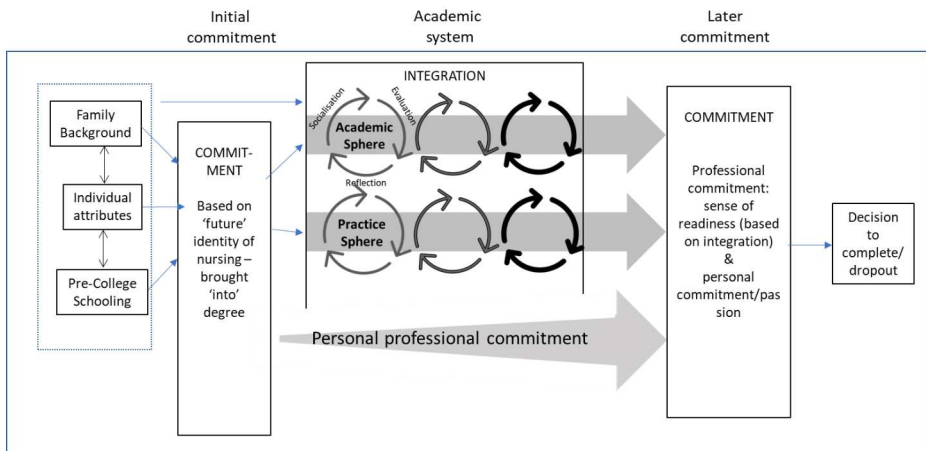 Initial
commitment
Academic
system
Later
commitment
Family
Background
Individual
attributes
Pre-College
Schooling
COMMIT-
MENT
Based on
‘future’
identity of
nursing –
brought
‘into’
degree
INTEGRATION
Socialisation
Evaluation
Academic
Sphere
Reflection
Practice
Sphere
Personal professional commitment
COMMITMENT
Professional
commitment:
sense of
readiness (based
on integration)
&
personal
commitment/pas
sion
Decision
to
complete/
dropout